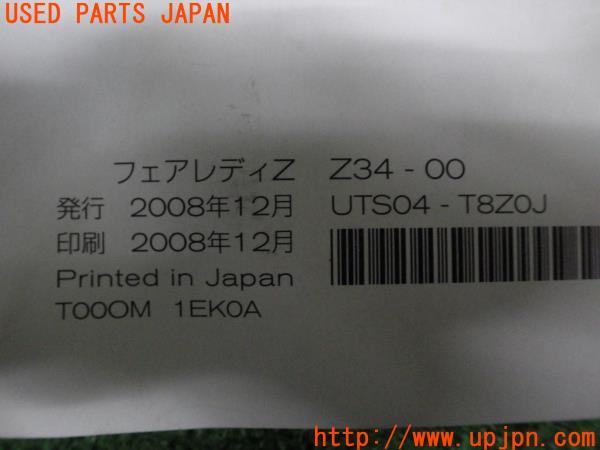 USED PARTS JAPAN
フェアレディZ Z34-00
発行 2008年12月 UTS04-T8Z0J
印刷 2008年12月
Printed in Japan
T00OM 1EK0A
http://www.upjpn.com